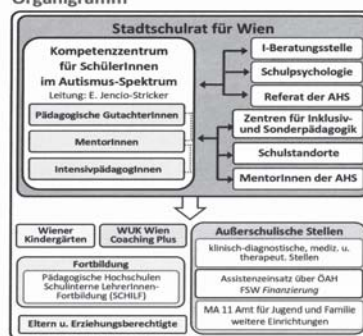 Organigramm
Stadtschulrat für Wien
Kompetenzzentrum
für SchülerInnen
im Autismus-Spektrum
Leitung: E. Jencio-Stricker
Pädagogische GutachterInnen
MentorInnen
IntensivpädagogInnen
I-Beratungsstelle
Schulpsychologie
Referat der AHS
Zentren für Inklusiv-
und Sonderpädagogik
Schulstandorte
MentorInnen der AHS
Wiener
Kindergärten
WUK Wien
Coaching Plus
Fortbildung
Pädagogische Hochschulen
Schulinterne LehrerInnen-
Fortbildung (SCHILF)
Eltern u. Erziehungsberechtigte
Außerschulische Stellen
klinisch-diagnostische, mediz. u.
therapeut. Stellen
Assistenzeinsatz über ÖAH
FSW Finanzierung
MA 11 Amt für Jugend und Familie
weitere Einrichtungen